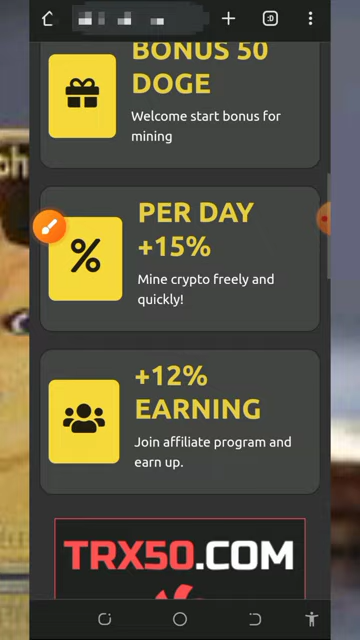 BONUS 50
DOGE
Welcome start bonus for
mining
PER DAY
+15%
%
Mine crypto freely and
quickly!
+12%
EARNING
Join affiliate program and
earn up.
TRX50.COM